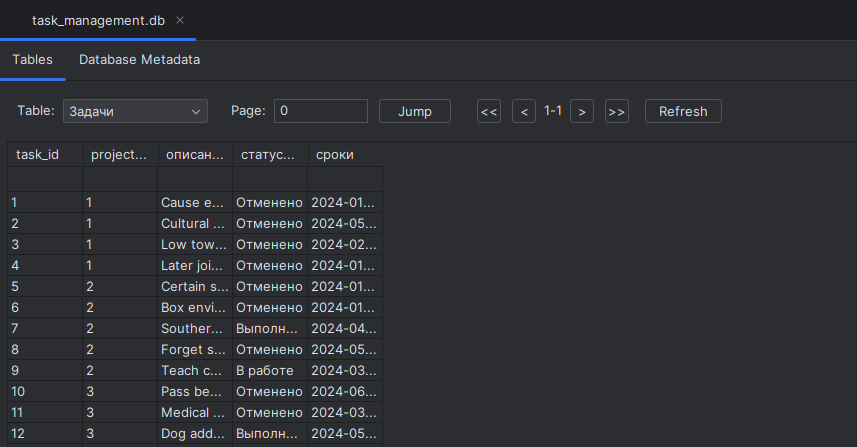 task_management.db ×
Tables Database Metadata
Table: Задачи Page: 0 Jump << < 1-1 > >> Refresh
task_id project... описан... статус... сроки
1 1 Cause e... Отменено 2024-01...
2 1 Cultural ... Отменено 2024-05...
3 1 Low tow... Отменено 2024-02...
4 1 Later joi... Отменено 2024-01...
5 2 Certain s... Отменено 2024-01...
6 2 Box envi... Отменено 2024-01...
7 2 Souther... Выполн... 2024-04...
8 2 Forget s... Отменено 2024-05...
9 2 Teach c... В работе 2024-03...
10 3 Pass be... Отменено 2024-06...
11 3 Medical ... Отменено 2024-03...
12 3 Dog add... Выполн... 2024-05...